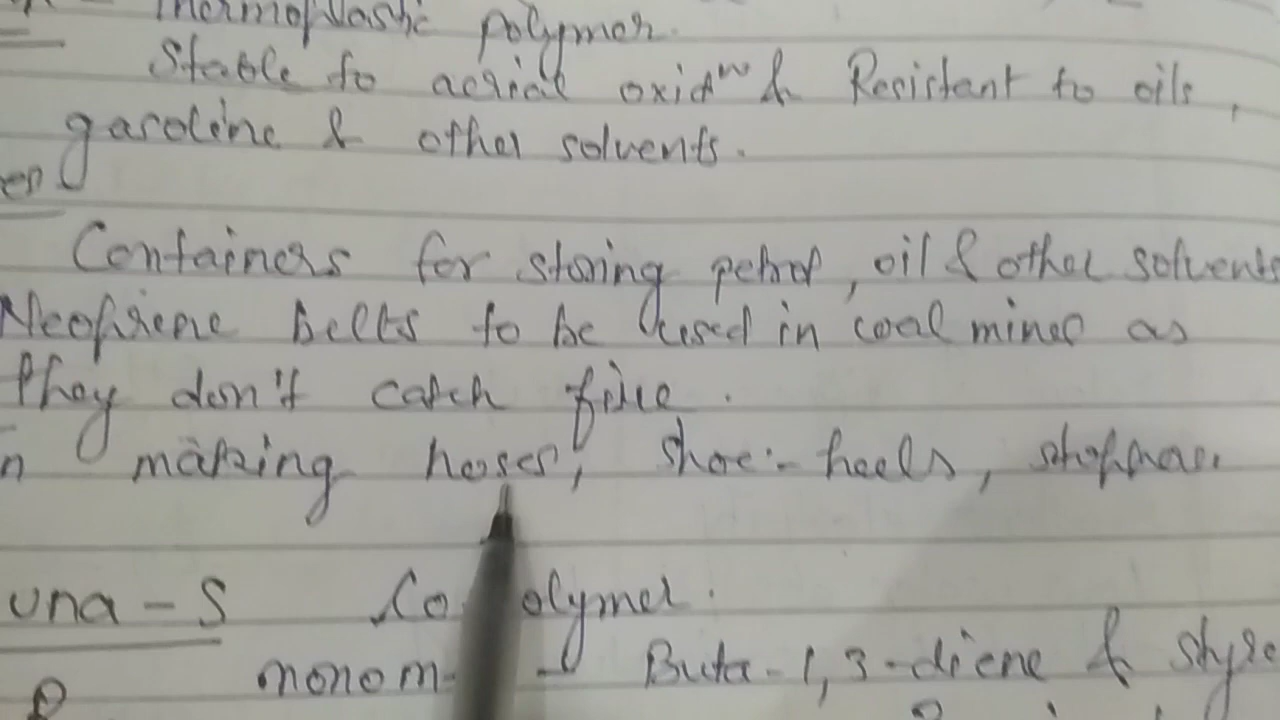 Thermoplastic polymer.
Stable to aerial oxidⁿ & Resistant to oils,
gasoline & other solvents.
Containers for storing petrol, oil & other solvents
Neoprene Belts to be used in coal mines as
they don't catch fire.
n making hoses, shoe-heels, stopper
una-S Copolymer.
monom - Buta-1,3-diene & styre